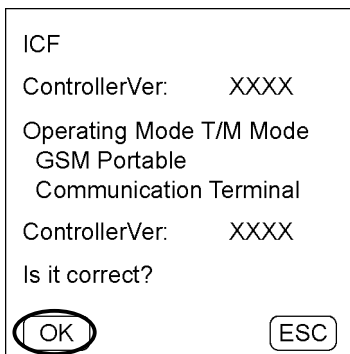 ICF
ControllerVer: XXXX
Operating Mode T/M Mode
GSM Portable
Communication Terminal
ControllerVer: XXXX
Is it correct?
OK ESC